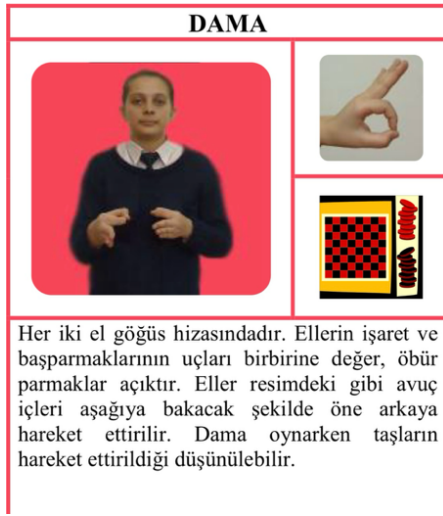 DAMA
Her iki el göğüs hizasındadır. Ellerin işaret ve
başparmaklarının uçları birbirine değer, öbür
parmaklar açıktır. Eller resimdeki gibi avuç
içleri aşağıya bakacak şekilde öne arkaya
hareket ettirilir. Dama oynarken taşların
hareket ettirildiği düşünülebilir.